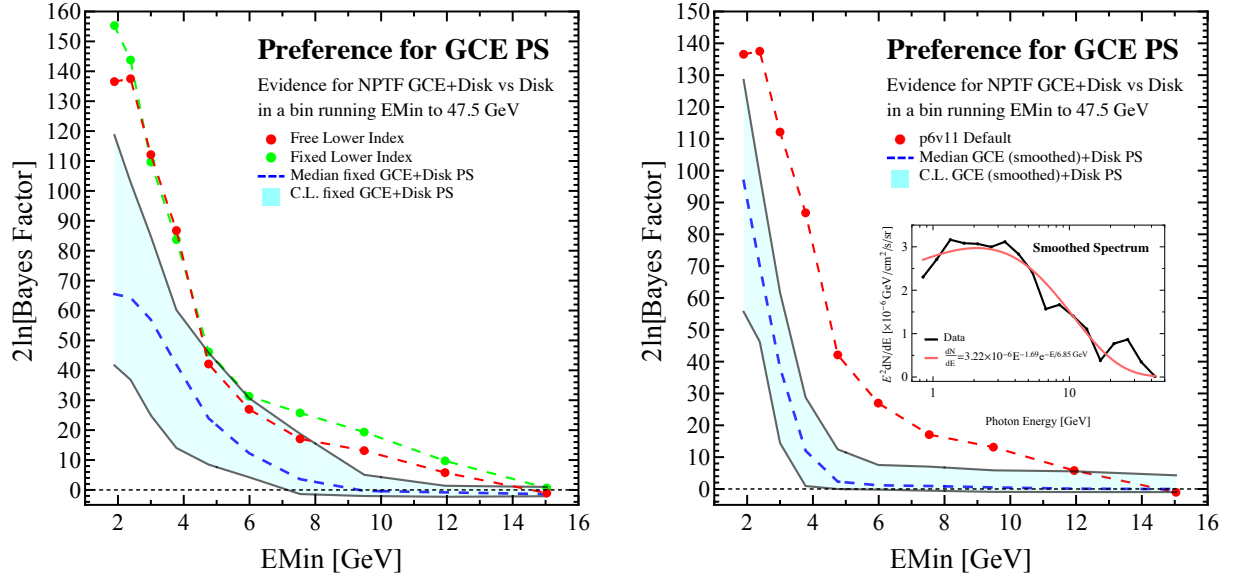 Preference for GCE PS
Evidence for NPTF GCE+Disk vs Disk
in a bin running EMin to 47.5 GeV
Free Lower Index
Fixed Lower Index
Median fixed GCE+Disk PS
C.L. fixed GCE+Disk PS
2ln[Bayes Factor]
160
150
140
130
120
110
100
90
80
70
60
50
40
30
20
10
0
2 4 6 8 10 12 14 16
EMin [GeV]
Preference for GCE PS
Evidence for NPTF GCE+Disk vs Disk
in a bin running EMin to 47.5 GeV
p6v11 Default
Median GCE (smoothed)+Disk PS
C.L. GCE (smoothed)+Disk PS
2ln[Bayes Factor]
150
140
130
120
110
100
90
80
70
60
50
40
30
20
10
0
2 4 6 8 10 12 14 16
EMin [GeV]
Smoothed Spectrum
Data
dN/dE=3.22×10⁻⁶E⁻¹·⁶⁹e^(−E/6.85 GeV)
E²dN/dE [×10⁻⁶ GeV/cm²/s/sr]
3
2
1
0
1 10
Photon Energy [GeV]